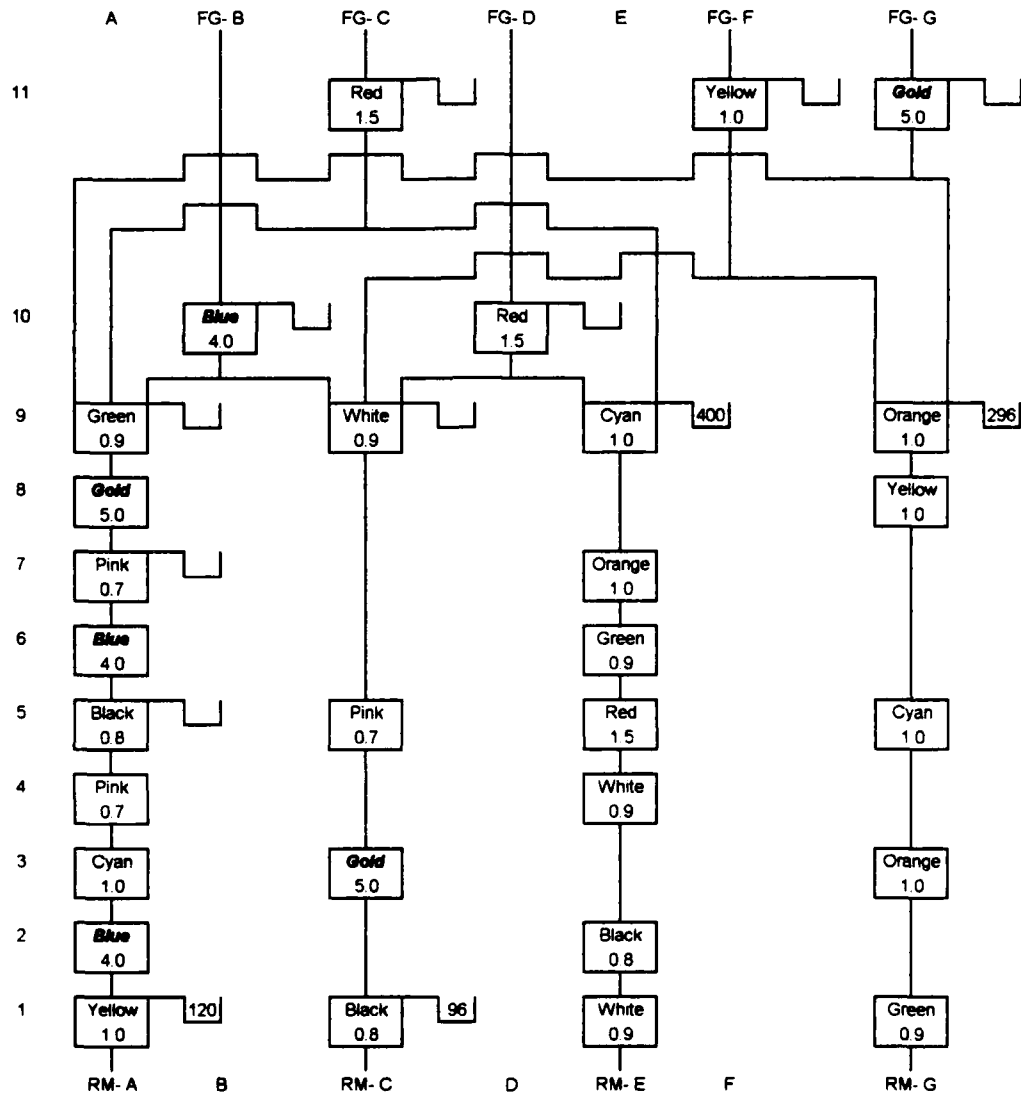 A FG- B FG- C FG- D E FG- F FG- G
11
Red
1.5
Yellow
1.0
Gold
5.0
10
Blue
4.0
Red
1.5
9
Green
0.9
White
0.9
Cyan
1 0
400
Orange
1.0
296
8
Gold
5.0
Yellow
1 0
7
Pink
0.7
Orange
1 0
6
Blue
4 0
Green
0.9
5
Black
0.8
Pink
0.7
Red
1 5
Cyan
1 0
4
Pink
0.7
White
0.9
3
Cyan
1.0
Gold
5.0
Orange
1.0
2
Blue
4.0
Black
0.8
1
Yellow
1 0
120
Black
0.8
96
White
0.9
Green
0.9
RM- A B RM- C D RM- E F RM- G